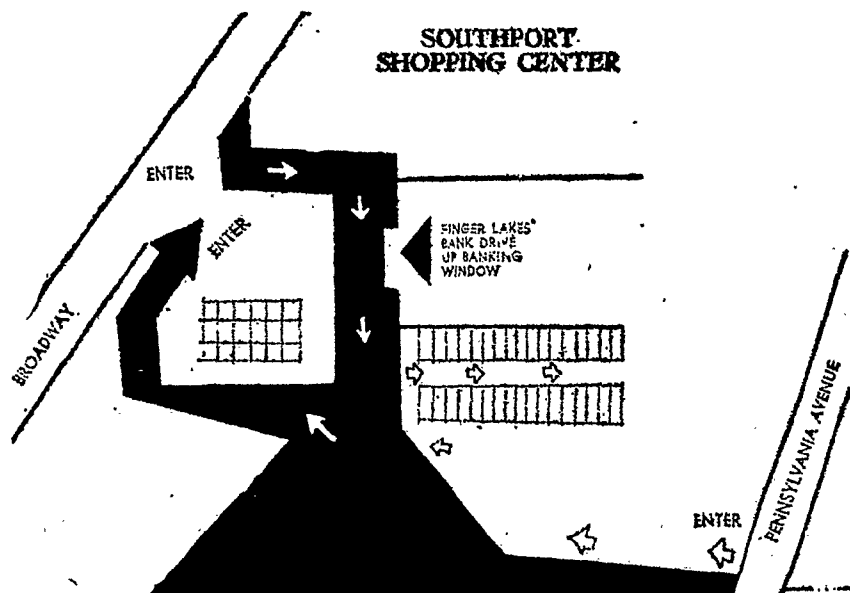 SOUTHPORT
SHOPPING CENTER
ENTER
ENTER
FINGER LAKES
BANK DRIVE
UP BANKING
WINDOW
BROADWAY
PENNSYLVANIA AVENUE
ENTER